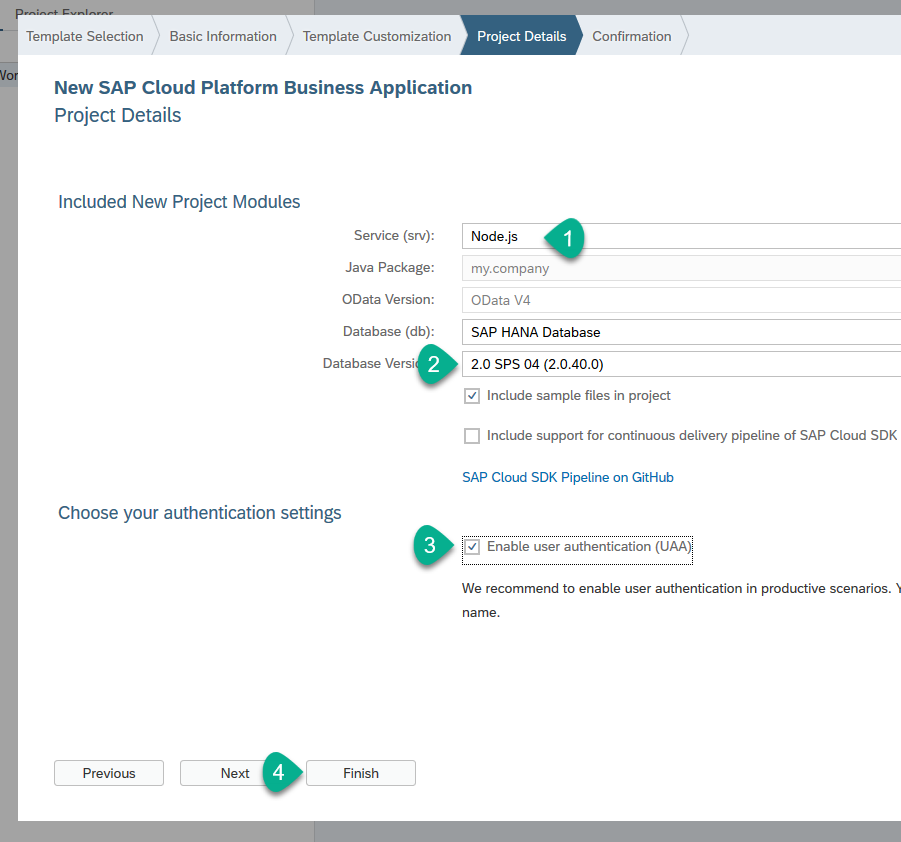 Project Explorer
Template Selection
Basic Information
Template Customization
Project Details
Confirmation
Wor
New SAP Cloud Platform Business Application
Project Details
Included New Project Modules
Service (srv): Node.js 1
Java Package: my.company
OData Version: OData V4
Database (db): SAP HANA Database
Database Versio 2 2.0 SPS 04 (2.0.40.0)
Include sample files in project
Include support for continuous delivery pipeline of SAP Cloud SDK
SAP Cloud SDK Pipeline on GitHub
Choose your authentication settings
3 Enable user authentication (UAA)
We recommend to enable user authentication in productive scenarios. Y
name.
Previous Next 4 Finish